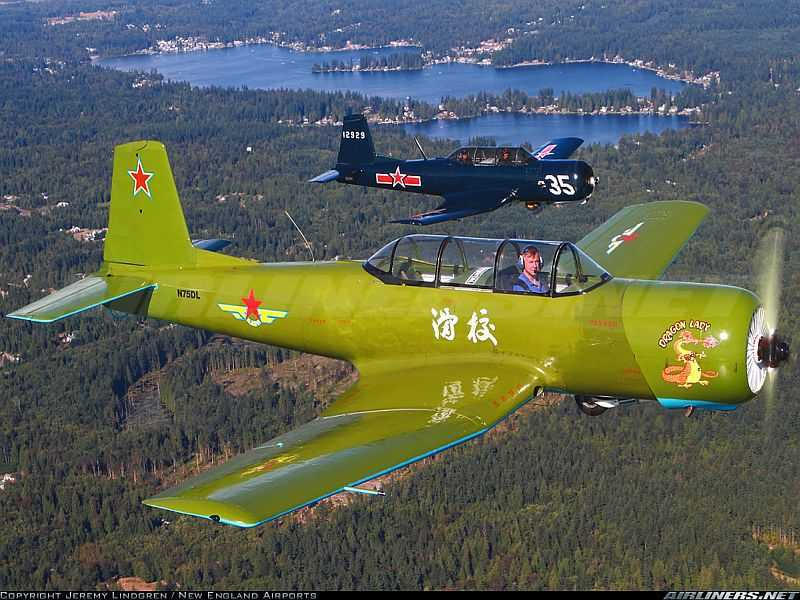 12929
35
N75DL
滑校
DRAGON LADY
COPYRIGHT JEREMY LINDGREN / NEW ENGLAND AIRPORTS
AIRLINERS.NET